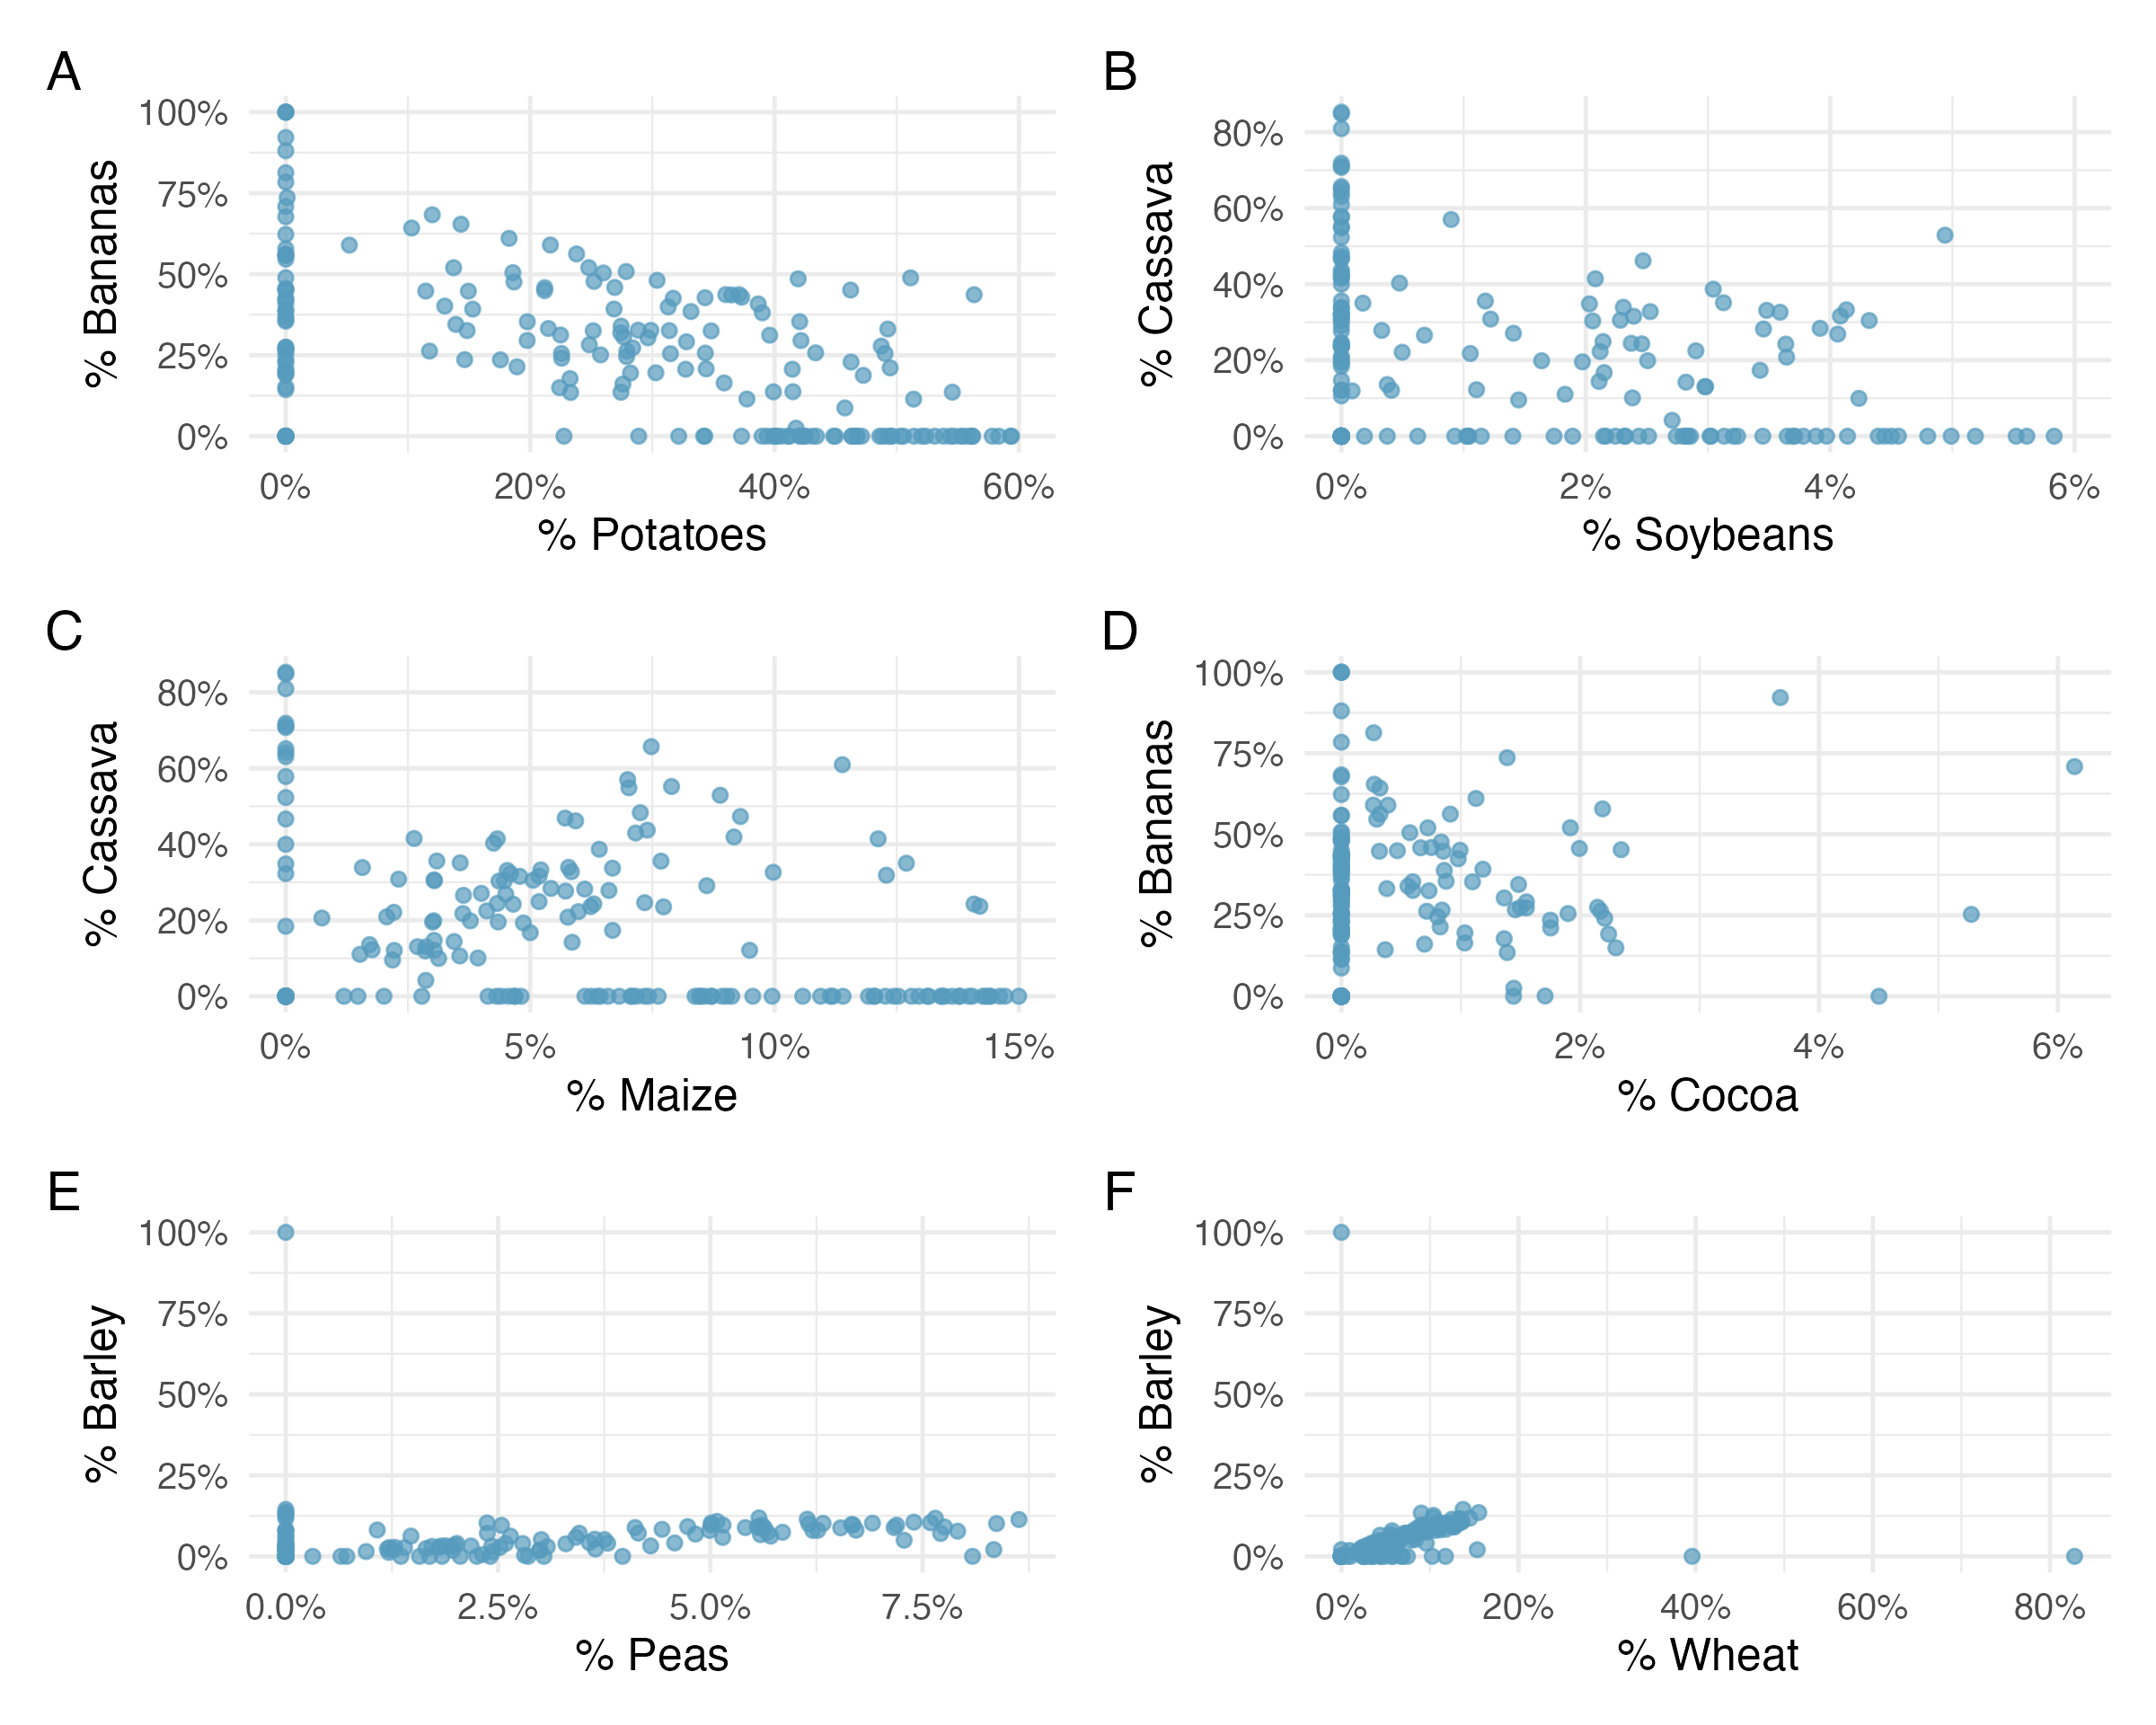 A
100%
75%
50%
25%
0%
% Bananas
0% 20% 40% 60%
% Potatoes
B
80%
60%
40%
20%
0%
% Cassava
0% 2% 4% 6%
% Soybeans
C
80%
60%
40%
20%
0%
% Cassava
0% 5% 10% 15%
% Maize
D
100%
75%
50%
25%
0%
% Bananas
0% 2% 4% 6%
% Cocoa
E
100%
75%
50%
25%
0%
% Barley
0.0% 2.5% 5.0% 7.5%
% Peas
F
100%
75%
50%
25%
0%
% Barley
0% 20% 40% 60% 80%
% Wheat